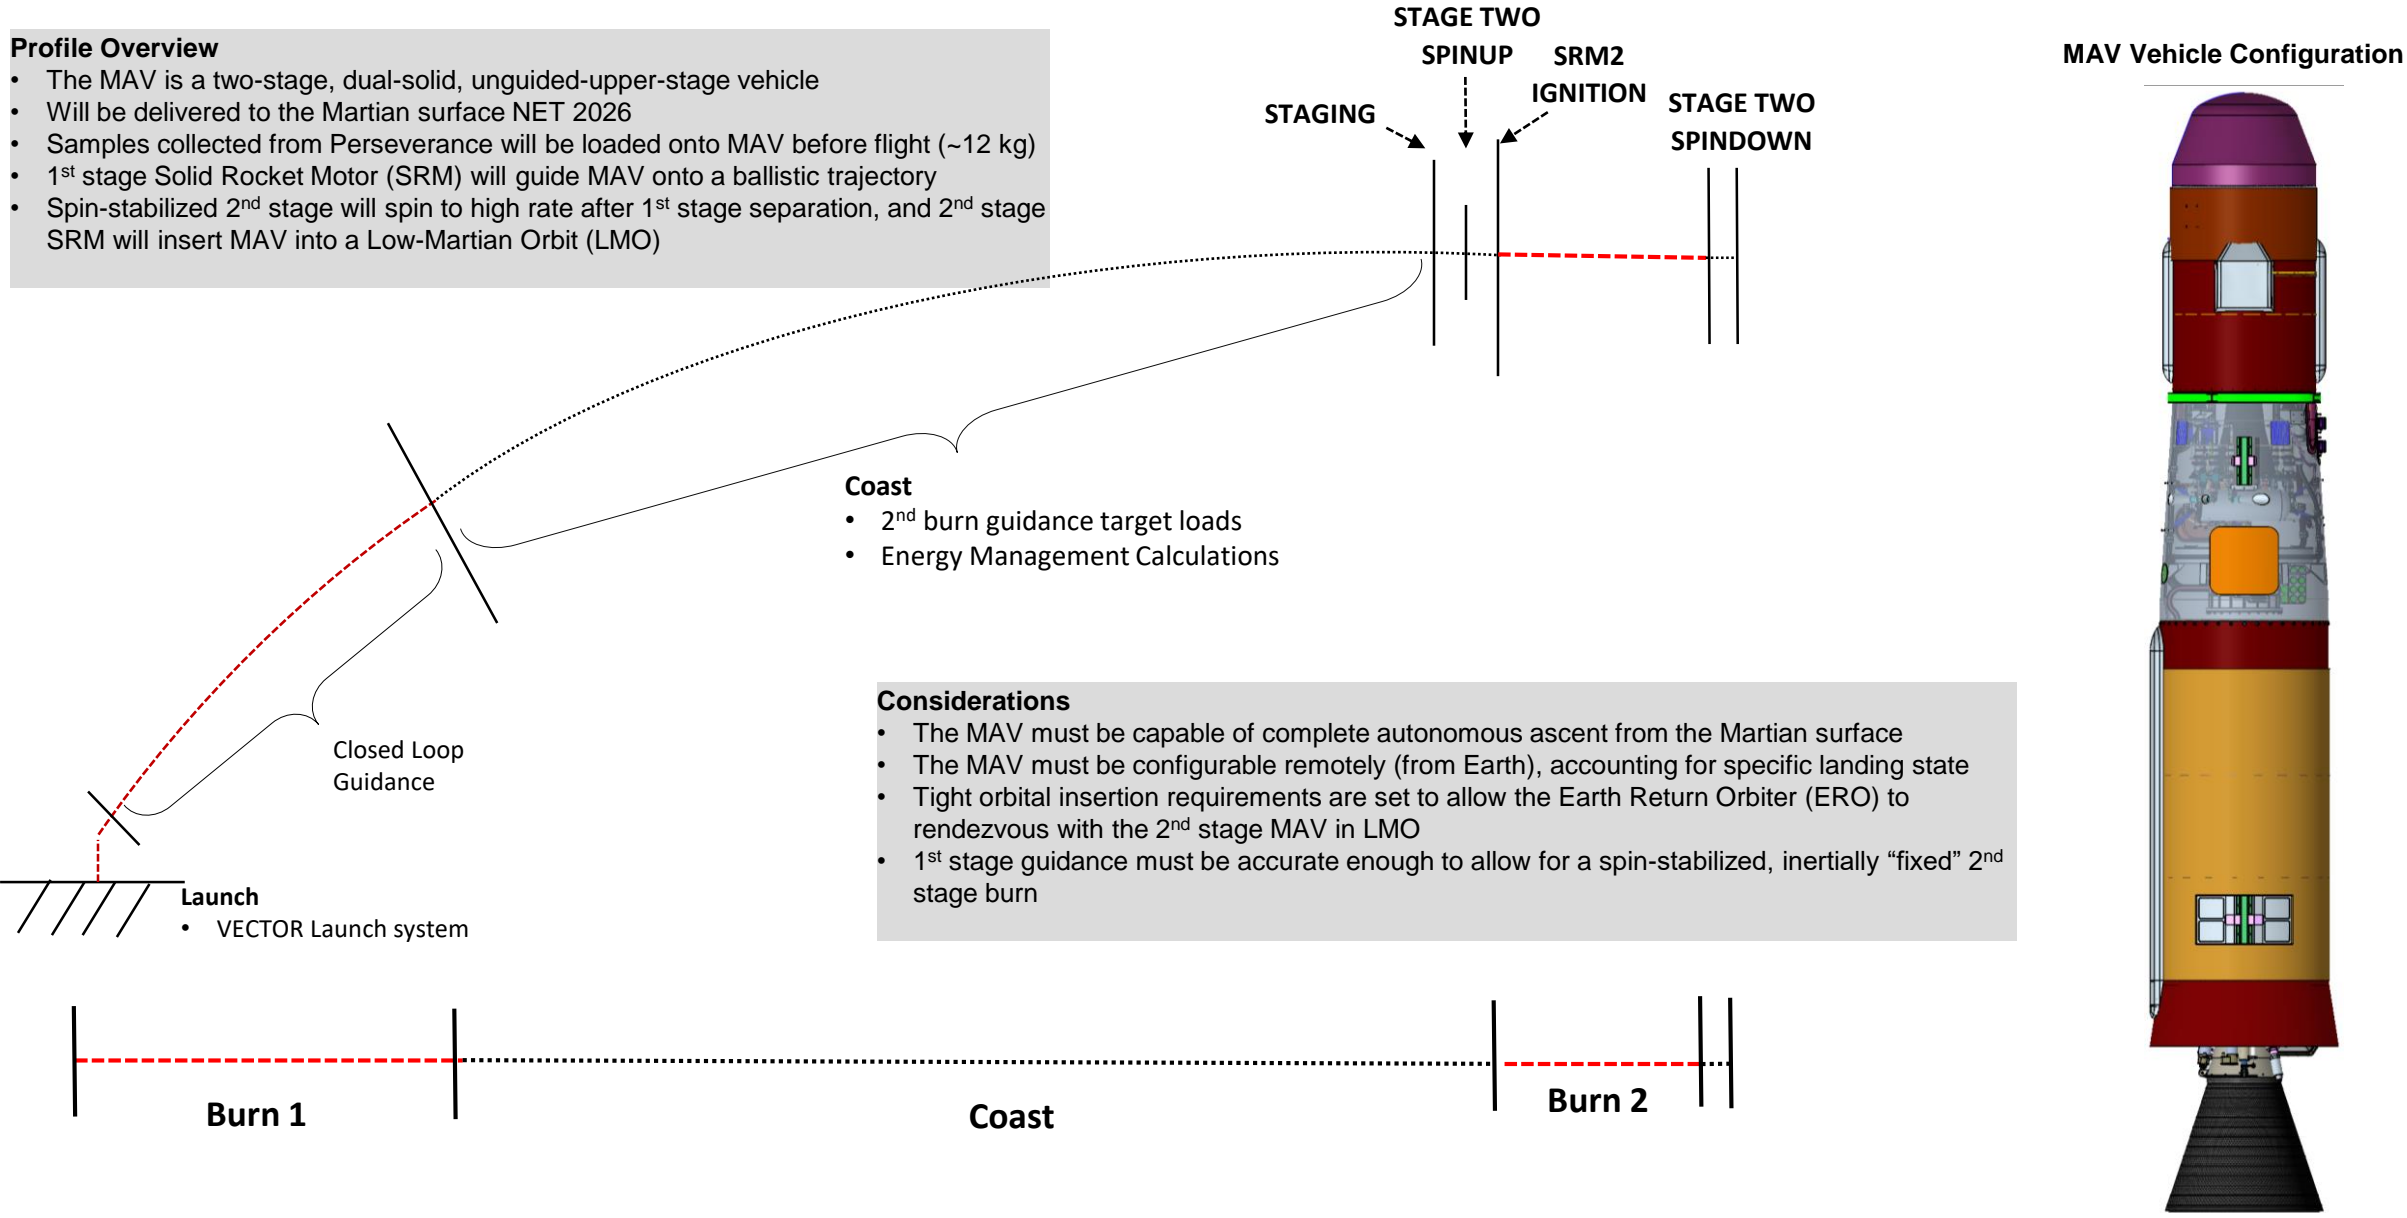 Profile Overview
• The MAV is a two-stage, dual-solid, unguided-upper-stage vehicle
• Will be delivered to the Martian surface NET 2026
• Samples collected from Perseverance will be loaded onto MAV before flight (~12 kg)
• 1st stage Solid Rocket Motor (SRM) will guide MAV onto a ballistic trajectory
• Spin-stabilized 2nd stage will spin to high rate after 1st stage separation, and 2nd stage
SRM will insert MAV into a Low-Martian Orbit (LMO)
STAGING
STAGE TWO
SPINUP
SRM2
IGNITION
STAGE TWO
SPINDOWN
MAV Vehicle Configuration
Coast
• 2nd burn guidance target loads
• Energy Management Calculations
Closed Loop
Guidance
Considerations
• The MAV must be capable of complete autonomous ascent from the Martian surface
• The MAV must be configurable remotely (from Earth), accounting for specific landing state
• Tight orbital insertion requirements are set to allow the Earth Return Orbiter (ERO) to
rendezvous with the 2nd stage MAV in LMO
• 1st stage guidance must be accurate enough to allow for a spin-stabilized, inertially “fixed” 2nd
stage burn
Launch
• VECTOR Launch system
Burn 1
Coast
Burn 2